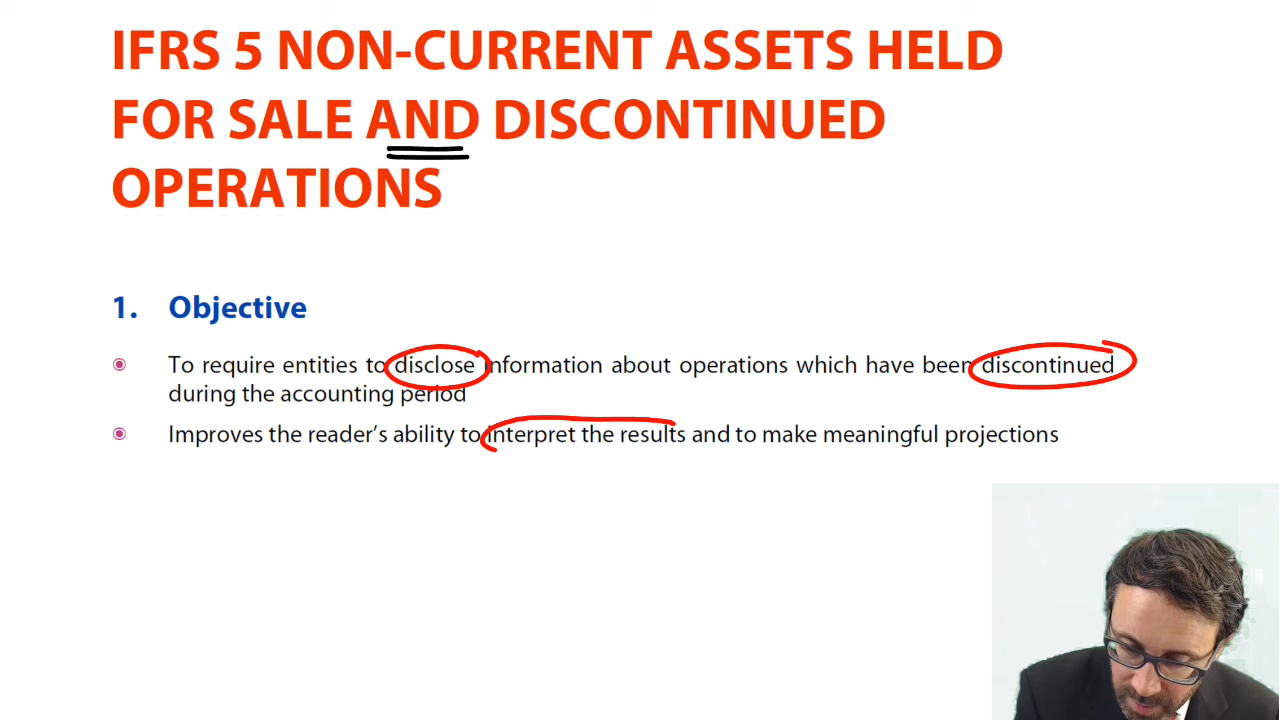 IFRS 5 NON-CURRENT ASSETS HELD
FOR SALE AND DISCONTINUED
OPERATIONS
1. Objective
To require entities to disclose information about operations which have been discontinued
during the accounting period
Improves the reader's ability to interpret the results and to make meaningful projections